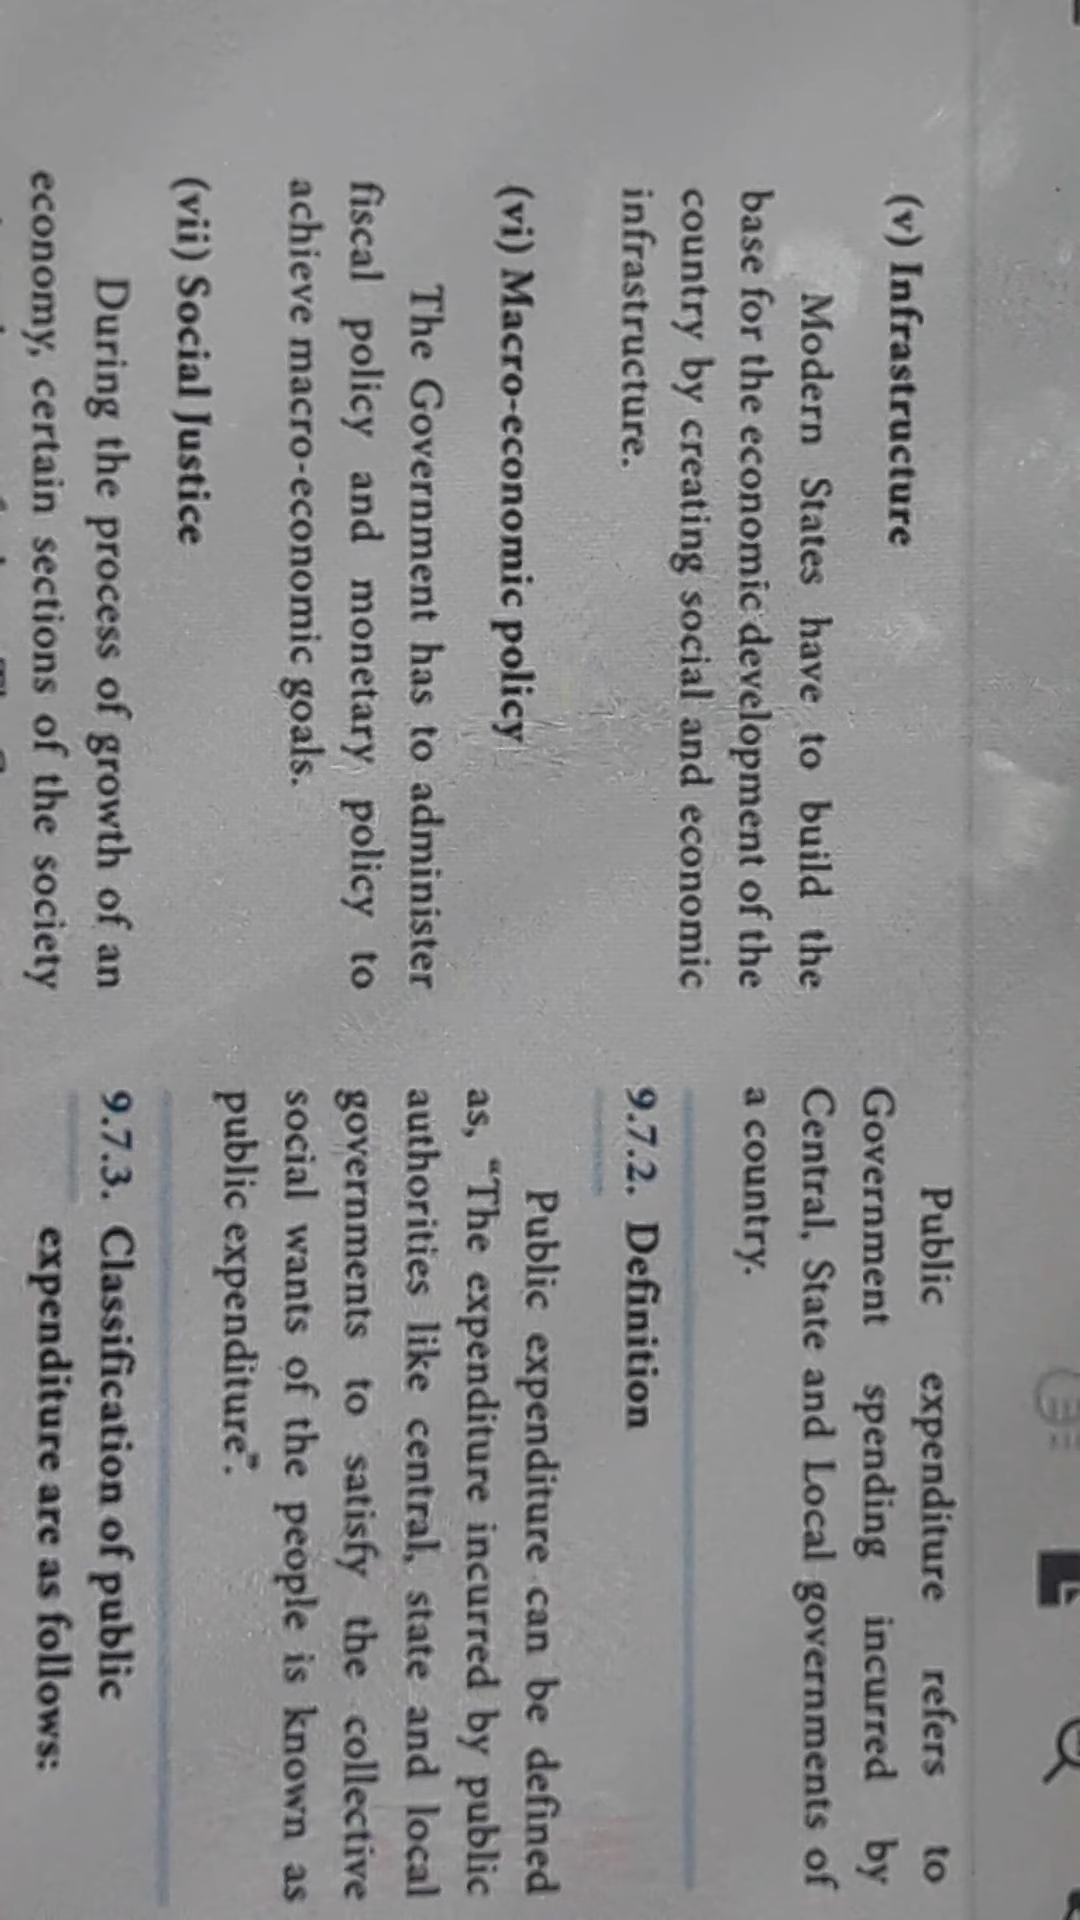 (v) Infrastructure
Modern States have to build the
base for the economic development of the
country by creating social and economic
infrastructure.
(vi) Macro-economic policy
The Government has to administer
fiscal policy and monetary policy to
achieve macro-economic goals.
(vii) Social Justice
During the process of growth of an
economy, certain sections of the society
Public expenditure refers to
Government spending incurred by
Central, State and Local governments of
a country.
9.7.2. Definition
Public expenditure can be defined
as, “The expenditure incurred by public
authorities like central, state and local
governments to satisfy the collective
social wants of the people is known as
public expenditure”.
9.7.3. Classification of public
expenditure are as follows: